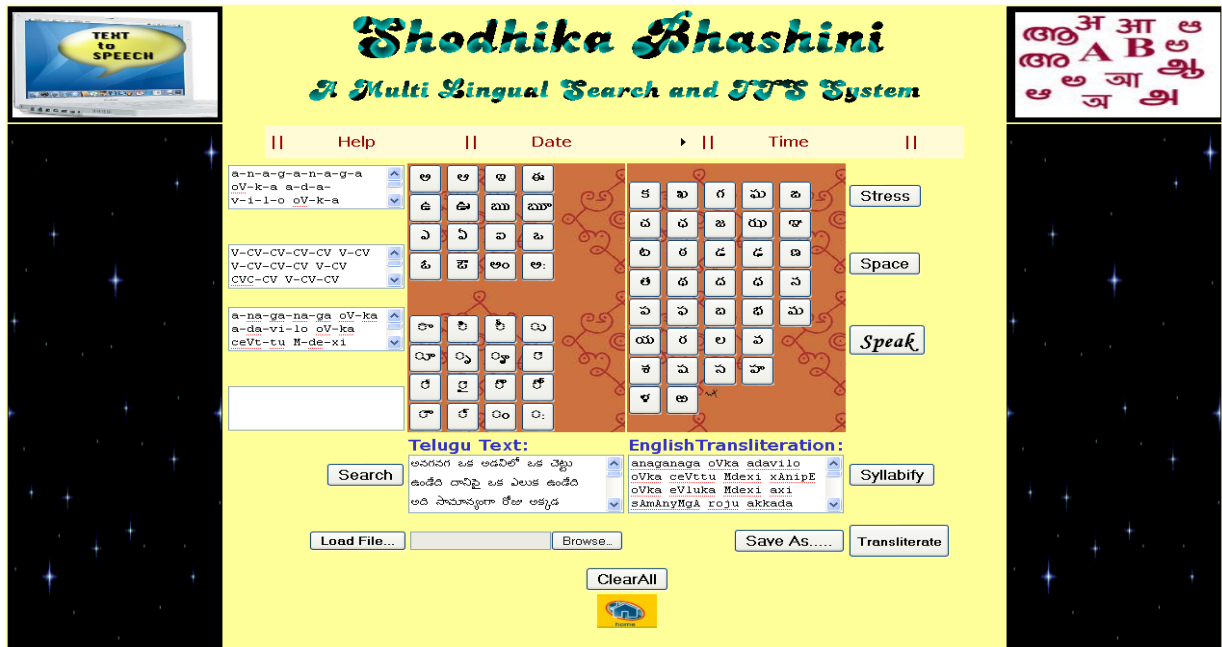 TEXT
to
SPEECH
Shodhika Bhashini
A Multi Lingual Search and TTS System
അ अ आ అ
അ A B అ ஆ
ఆ आ
ఆ अ அ
|| Help || Date || Time ||
a-n-a-g-a-n-a-g-a
oV-k-a a-d-a-
v-i-l-o oV-k-a
V-CV-CV-CV-CV V-CV
V-CV-CV-CV V-CV
CVC-CV V-CV-CV
a-na-ga-na-ga oV-ka
a-da-vi-lo oV-ka
ceVt-tu M-de-xi
అ ఆ ఇ ఈ
ఉ ఊ ఋ ౠ
ఎ ఏ ఐ ఒ
ఓ ఔ అం అః
ా ి ీ ు
ూ ృ ౄ ె
ే ై ొ ో
ౌ ్ ం ః
క ఖ గ ఘ ఙ
చ ఛ జ ఝ ఞ
ట ఠ డ ఢ ణ
త థ ద ధ న
ప ఫ బ భ మ
య ర ల వ
శ ష స హ
ళ ఱ
Stress
Space
Speak
Telugu Text:
అనగనగ ఒక అడవిలో ఒక చెట్టు
ఉండేది దానిపై ఒక ఎలుక ఉండేది
అది సామాన్యంగా రోజు అక్కడ
EnglishTransliteration:
anaganaga oVka adavilo
oVka ceVttu Mdexi xAnipE
oVka eVluka Mdexi axi
sAmAnyMgA roju akkada
Search
Syllabify
Load File...
Browse...
Save As.....
Transliterate
ClearAll
home